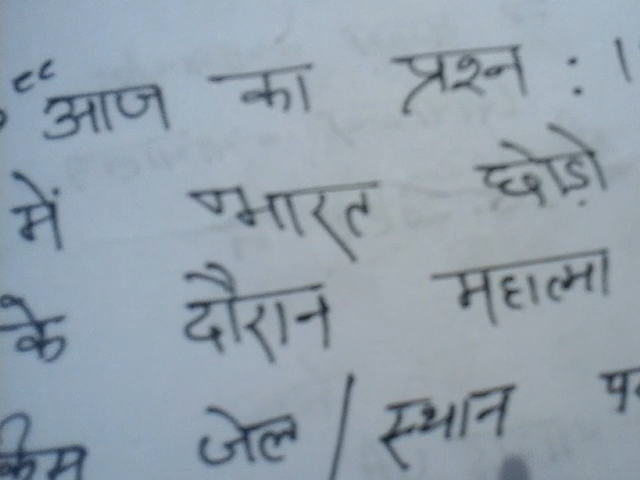 “आज का प्रश्न :
में भारत छोड़ो
के दौरान महात्मा
किस जेल / स्थान